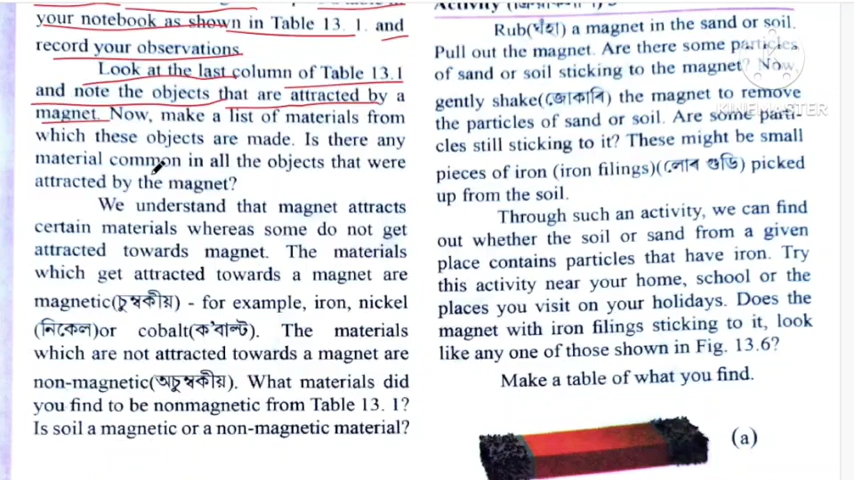 your notebook as shown in Table 13. 1. and
record your observations.
Look at the last column of Table 13.1
and note the objects that are attracted by a
magnet. Now, make a list of materials from
which these objects are made. Is there any
material common in all the objects that were
attracted by the magnet?
We understand that magnet attracts
certain materials whereas some do not get
attracted towards magnet. The materials
which get attracted towards a magnet are
magnetic(চুম্বকীয়) - for example, iron, nickel
(নিকেল)or cobalt(ক'বাল্ট). The materials
which are not attracted towards a magnet are
non-magnetic(অচুম্বকীয়). What materials did
you find to be nonmagnetic from Table 13. 1?
Is soil a magnetic or a non-magnetic material?
Activity
Rub(ঘঁহা) a magnet in the sand or soil.
Pull out the magnet. Are there some particles
of sand or soil sticking to the magnet? Now,
gently shake(জোকাৰি) the magnet to remove
the particles of sand or soil. Are some parti-
cles still sticking to it? These might be small
pieces of iron (iron filings)(লোৰ গুড়ি) picked
up from the soil.
Through such an activity, we can find
out whether the soil or sand from a given
place contains particles that have iron. Try
this activity near your home, school or the
places you visit on your holidays. Does the
magnet with iron filings sticking to it, look
like any one of those shown in Fig. 13.6?
Make a table of what you find.
(a)
KINEMASTER